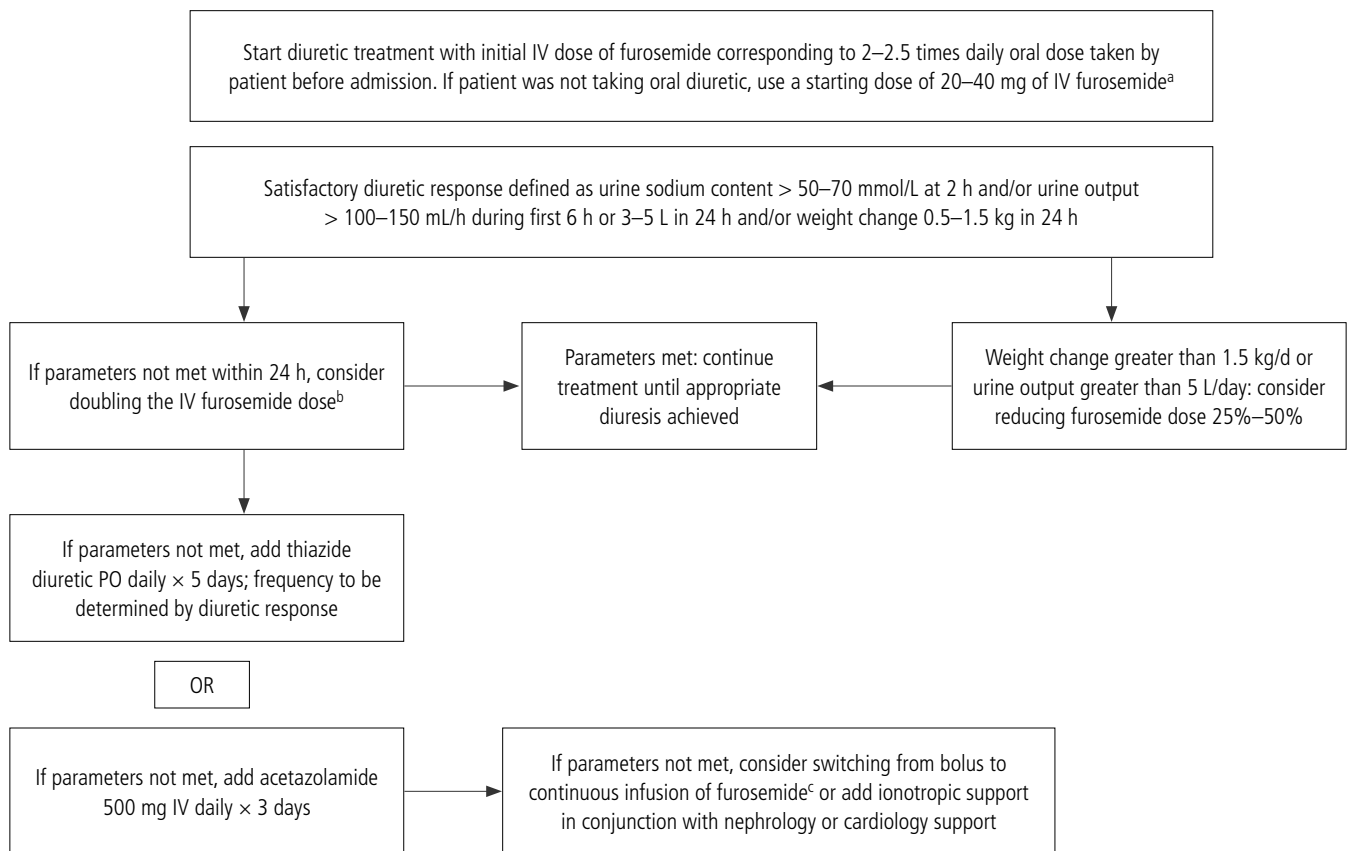 Start diuretic treatment with initial IV dose of furosemide corresponding to 2–2.5 times daily oral dose taken by
patient before admission. If patient was not taking oral diuretic, use a starting dose of 20–40 mg of IV furosemideᵃ
Satisfactory diuretic response defined as urine sodium content > 50–70 mmol/L at 2 h and/or urine output
> 100–150 mL/h during first 6 h or 3–5 L in 24 h and/or weight change 0.5–1.5 kg in 24 h
If parameters not met within 24 h, consider
doubling the IV furosemide doseᵇ
Parameters met: continue
treatment until appropriate
diuresis achieved
Weight change greater than 1.5 kg/d or
urine output greater than 5 L/day: consider
reducing furosemide dose 25%–50%
If parameters not met, add thiazide
diuretic PO daily × 5 days; frequency to be
determined by diuretic response
OR
If parameters not met, add acetazolamide
500 mg IV daily × 3 days
If parameters not met, consider switching from bolus to
continuous infusion of furosemideᶜ or add ionotropic support
in conjunction with nephrology or cardiology support